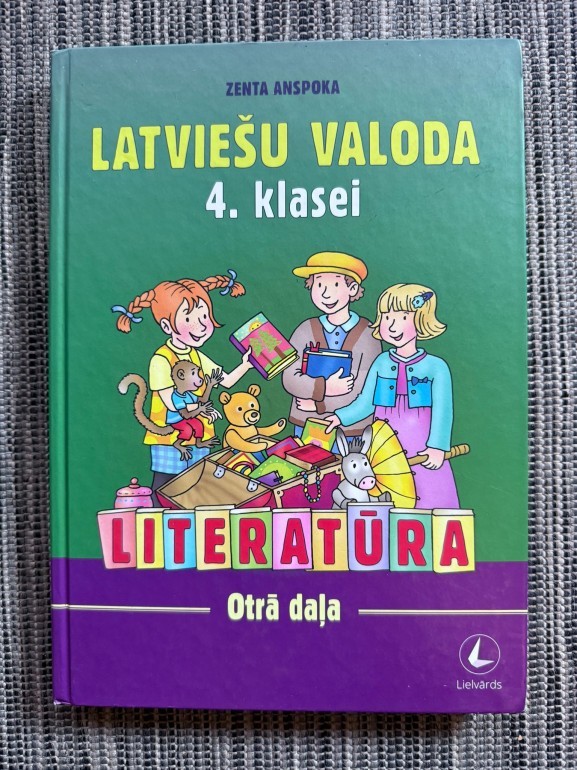 ZENTA ANSPOKA
LATVIEŠU VALODA
4. klasei
LITERATŪRA
Otrā daļa
Lielvārds